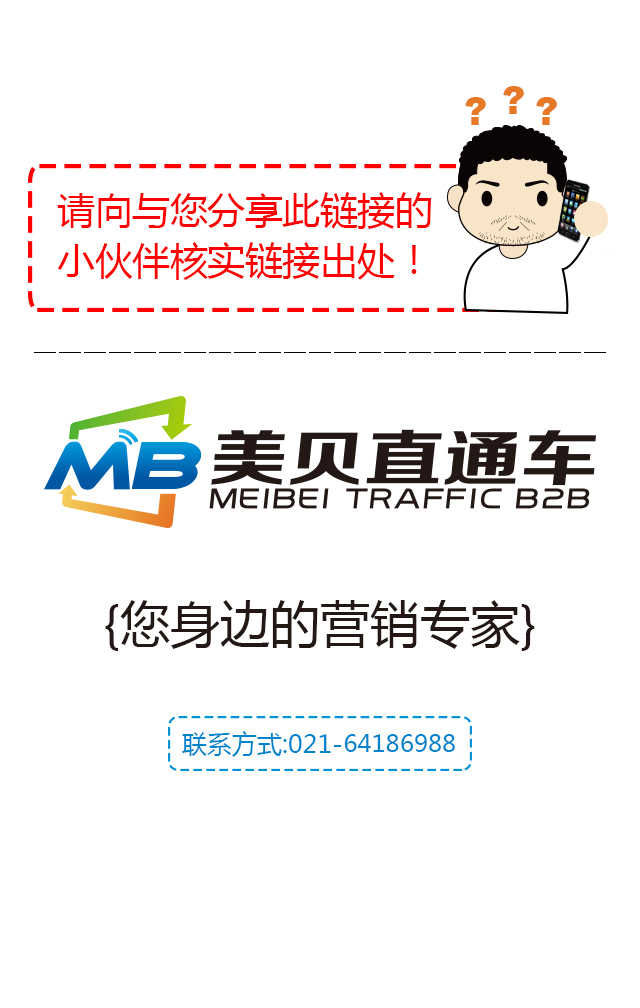 ? ? ?
请向与您分享此链接的
小伙伴核实链接出处！
MB
美贝直通车
MEIBEI TRAFFIC B2B
{您身边的营销专家}
联系方式:021-64186988